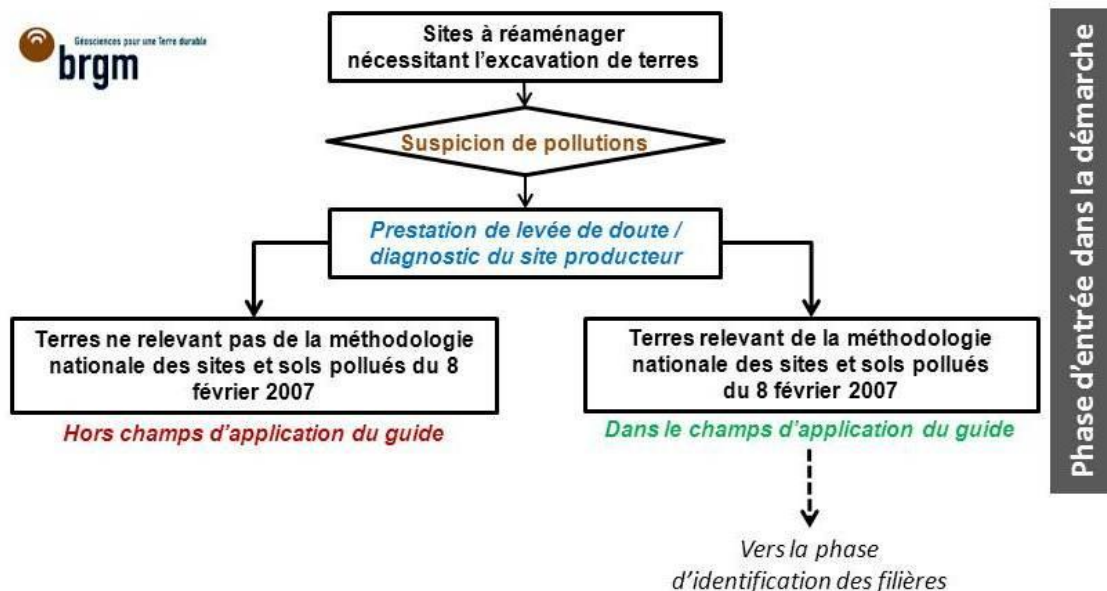 Géosciences pour une Terre durable
brgm
Sites à réaménager
nécessitant l'excavation de terres
Suspicion de pollutions
Prestation de levée de doute /
diagnostic du site producteur
Terres ne relevant pas de la méthodologie
nationale des sites et sols pollués du 8
février 2007
Hors champs d'application du guide
Terres relevant de la méthodologie
nationale des sites et sols pollués
du 8 février 2007
Dans le champs d'application du guide
Vers la phase
d'identification des filières
Phase d'entrée dans la démarche